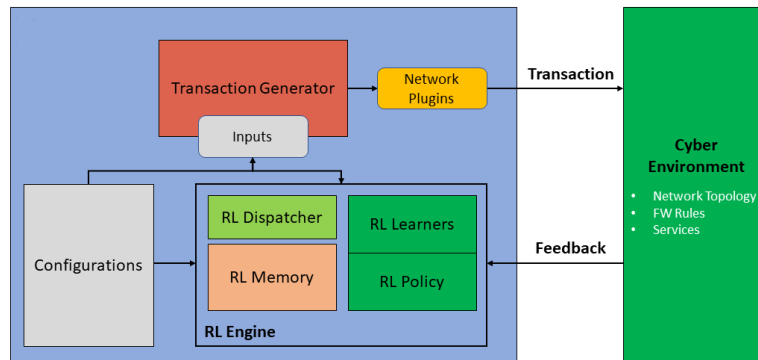 Transaction Generator
Network
Plugins
Inputs
Transaction
Cyber
Environment
• Network Topology
• FW Rules
• Services
Configurations
RL Dispatcher
RL Learners
RL Memory
RL Policy
RL Engine
Feedback